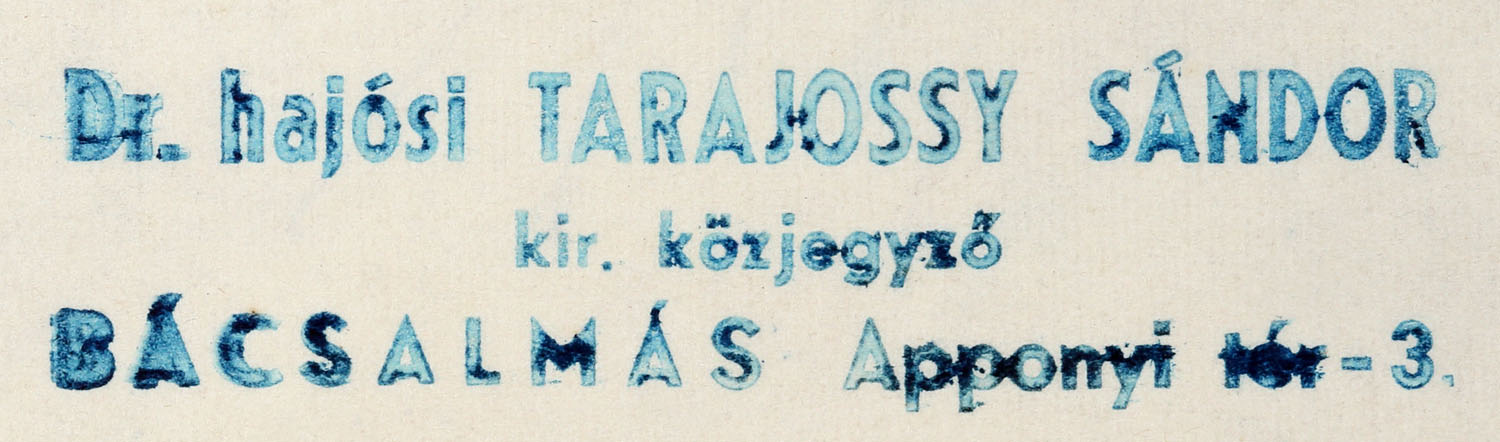 Dr. hajósi TARAJOSSY SÁNDOR
kir. közjegyző
BÁCSALMÁS Apponyi tér - 3.